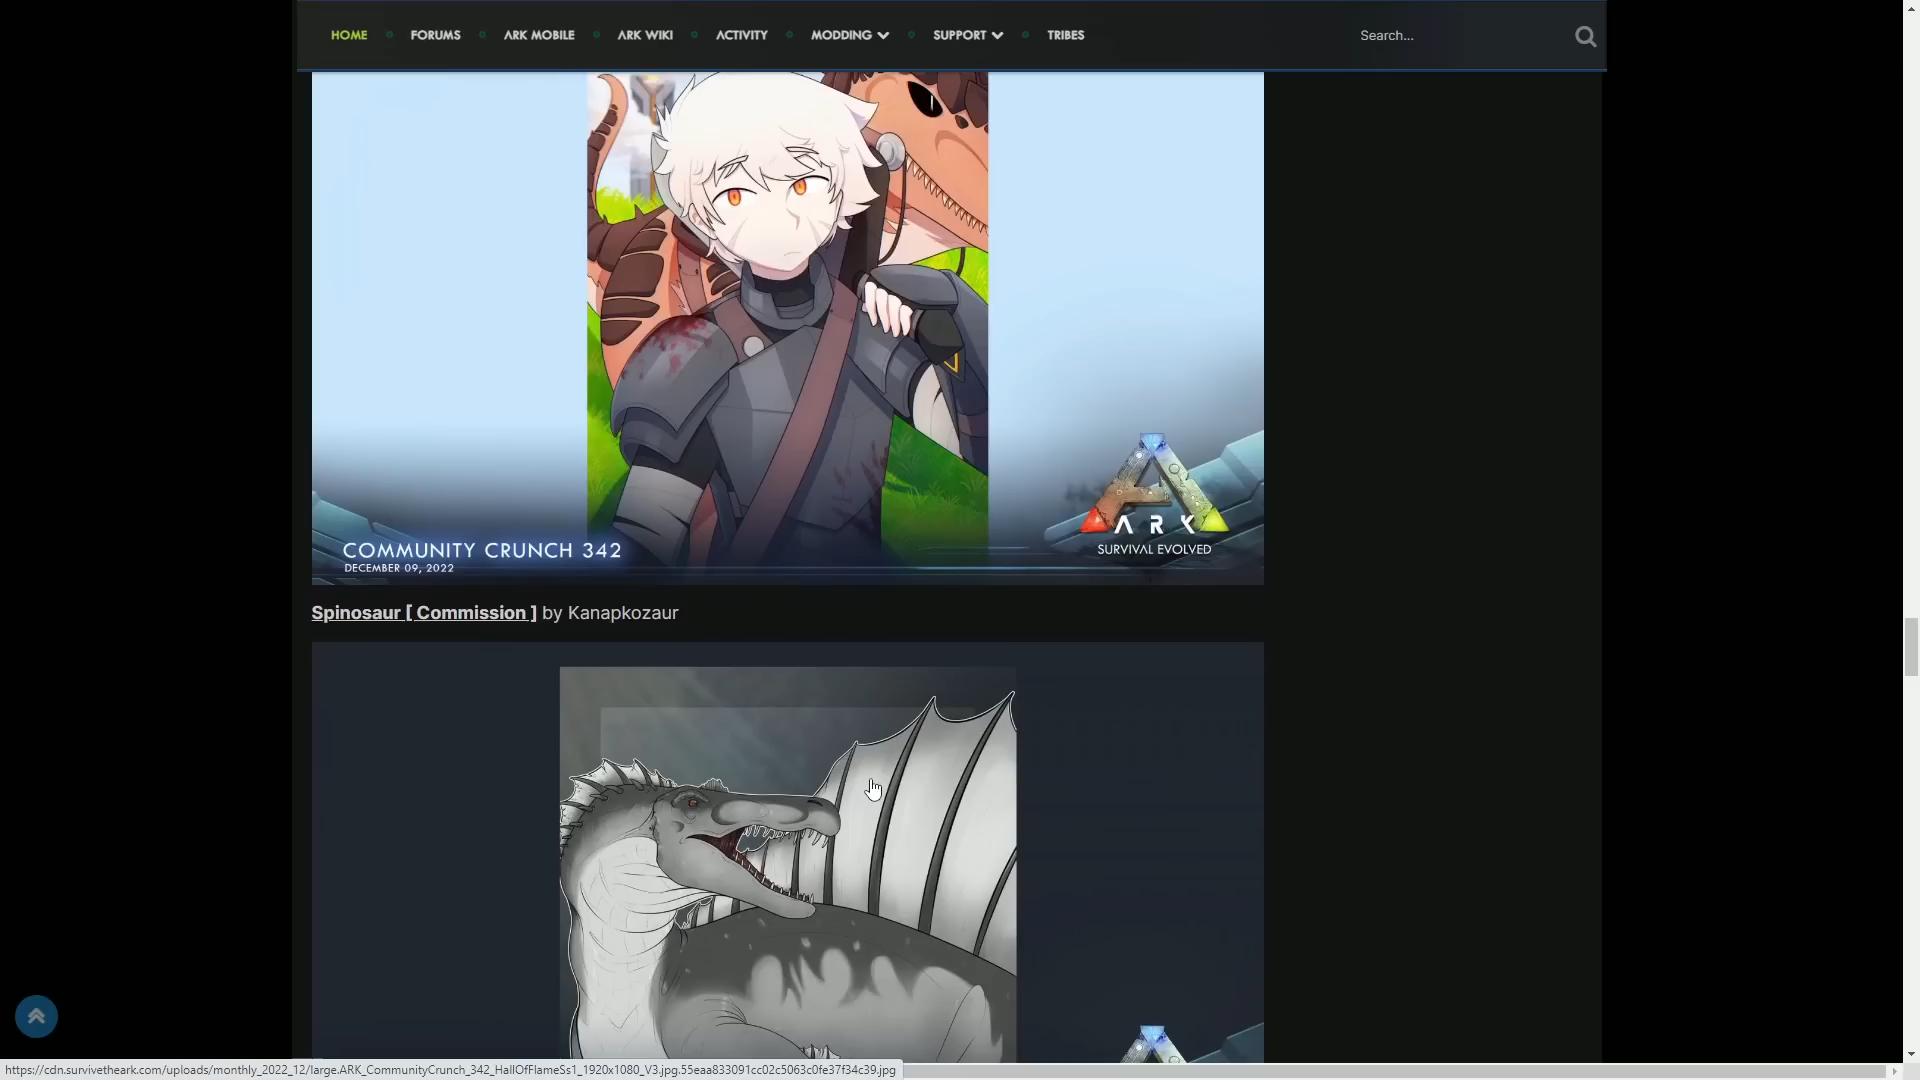 HOME FORUMS ARK MOBILE ARK WIKI ACTIVITY MODDING SUPPORT TRIBES Search...
COMMUNITY CRUNCH 342
DECEMBER 09, 2022
ARK
SURVIVAL EVOLVED
Spinosaur [ Commission ] by Kanapkozaur
https://cdn.survivetheark.com/uploads/monthly_2022_12/large.ARK_CommunityCrunch_342_HallOfFlameSs1_1920x1080_V3.jpg.55eaa833091cc02c5063c0fe37f34c39.jpg